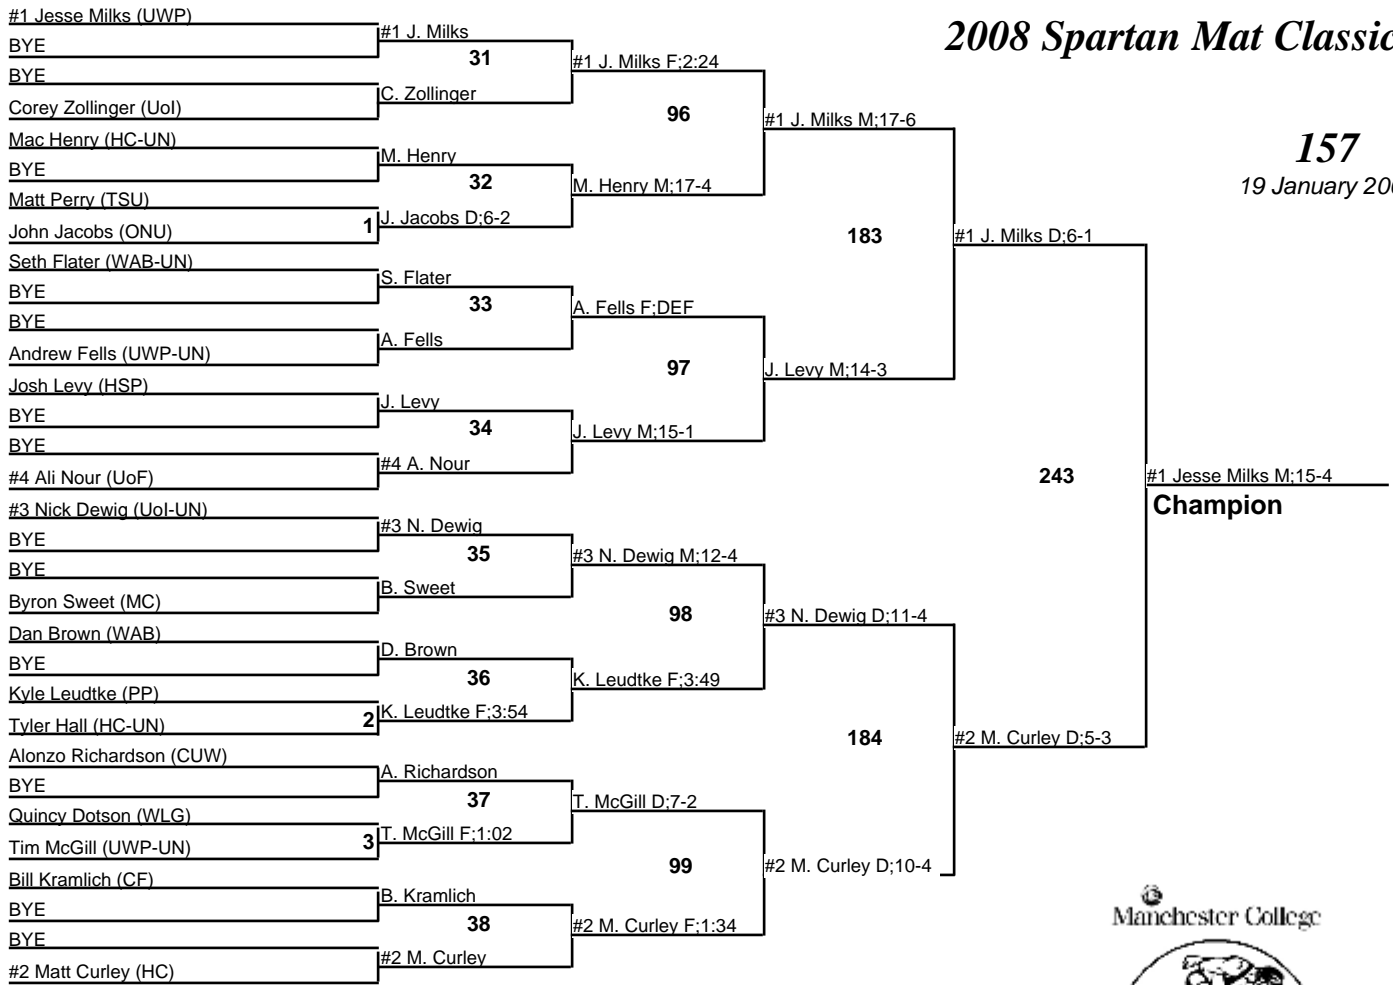 2008 Spartan Mat Classic
157
19 January 200
#1 Jesse Milks (UWP)
BYE
BYE
Corey Zollinger (UoI)
Mac Henry (HC-UN)
BYE
Matt Perry (TSU)
John Jacobs (ONU)
Seth Flater (WAB-UN)
BYE
BYE
Andrew Fells (UWP-UN)
Josh Levy (HSP)
BYE
BYE
#4 Ali Nour (UoF)
#3 Nick Dewig (UoI-UN)
BYE
BYE
Byron Sweet (MC)
Dan Brown (WAB)
BYE
Kyle Leudtke (PP)
Tyler Hall (HC-UN)
Alonzo Richardson (CUW)
BYE
Quincy Dotson (WLG)
Tim McGill (UWP-UN)
Bill Kramlich (CF)
BYE
BYE
#2 Matt Curley (HC)
1
2
3
#1 J. Milks
31
C. Zollinger
M. Henry
32
J. Jacobs D;6-2
S. Flater
33
A. Fells
J. Levy
34
#4 A. Nour
#3 N. Dewig
35
B. Sweet
D. Brown
36
K. Leudtke F;3:54
A. Richardson
37
T. McGill F;1:02
B. Kramlich
38
#2 M. Curley
#1 J. Milks F;2:24
96
M. Henry M;17-4
A. Fells F;DEF
97
J. Levy M;15-1
#3 N. Dewig M;12-4
98
K. Leudtke F;3:49
T. McGill D;7-2
99
#2 M. Curley F;1:34
#1 J. Milks M;17-6
183
J. Levy M;14-3
#3 N. Dewig D;11-4
184
#2 M. Curley D;10-4
#1 J. Milks D;6-1
243
#2 M. Curley D;5-3
#1 Jesse Milks M;15-4
Champion
Manchester College